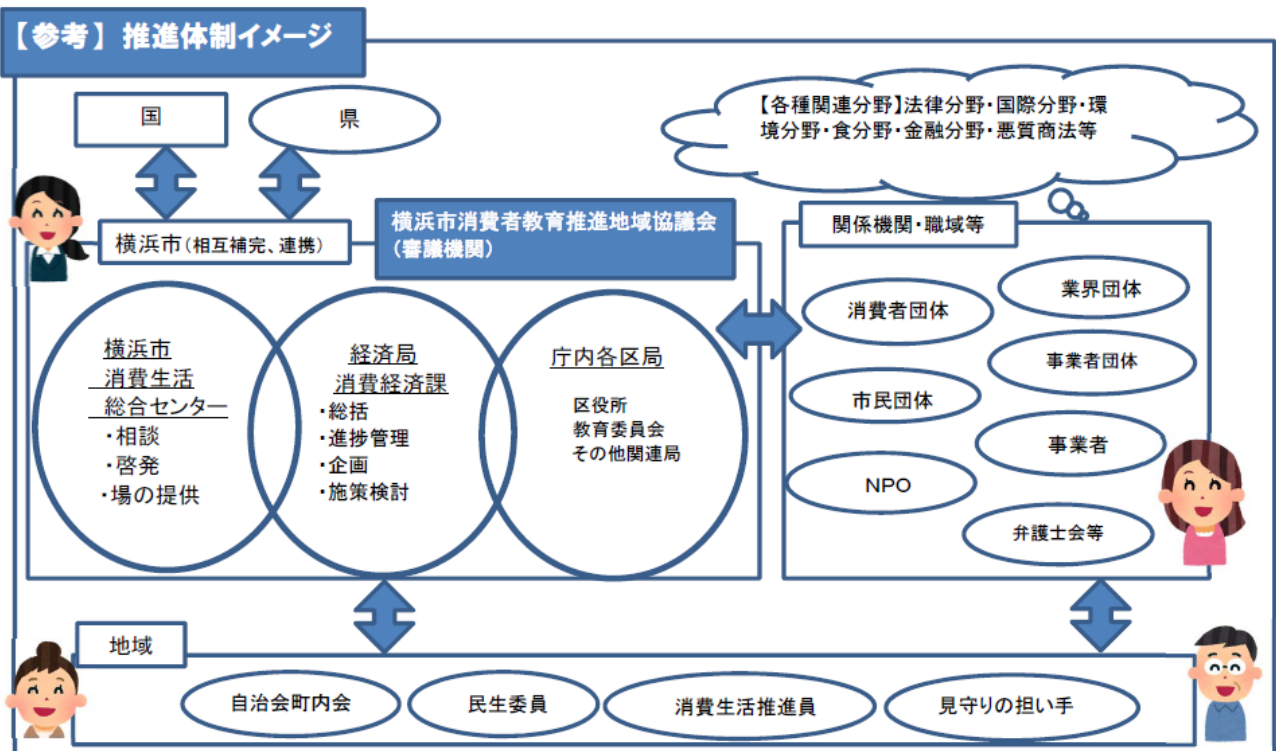 【参考】推進体制イメージ
国
県
【各種関連分野】法律分野・国際分野・環
境分野・食分野・金融分野・悪質商法等
横浜市(相互補完、連携)
横浜市消費者教育推進地域協議会
(審議機関)
関係機関・職域等
横浜市
消費生活
総合センター
・相談
・啓発
・場の提供
経済局
消費経済課
・総括
・進捗管理
・企画
・施策検討
庁内各区局
区役所
教育委員会
その他関連局
消費者団体
業界団体
事業者団体
市民団体
事業者
NPO
弁護士会等
地域
自治会町内会
民生委員
消費生活推進員
見守りの担い手